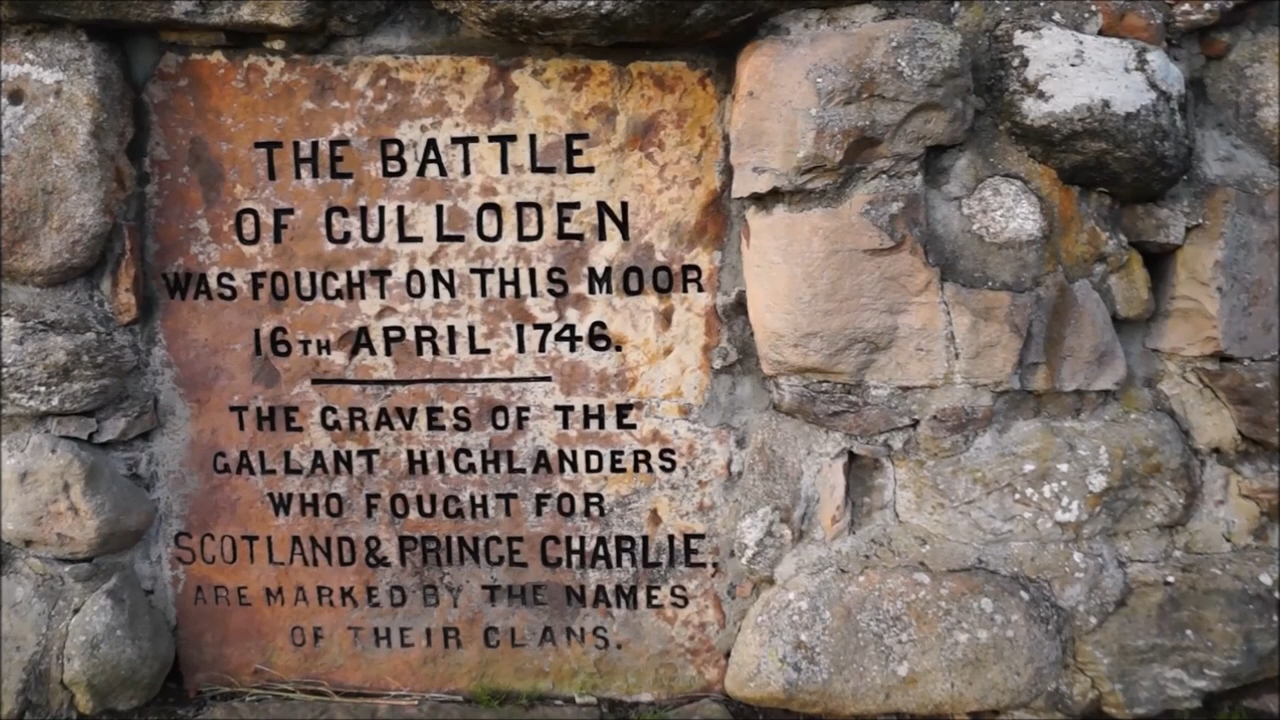 THE BATTLE
OF CULLODEN
WAS FOUGHT ON THIS MOOR
16TH APRIL 1746.
THE GRAVES OF THE
GALLANT HIGHLANDERS
WHO FOUGHT FOR
SCOTLAND & PRINCE CHARLIE,
ARE MARKED BY THE NAMES
OF THEIR CLANS.